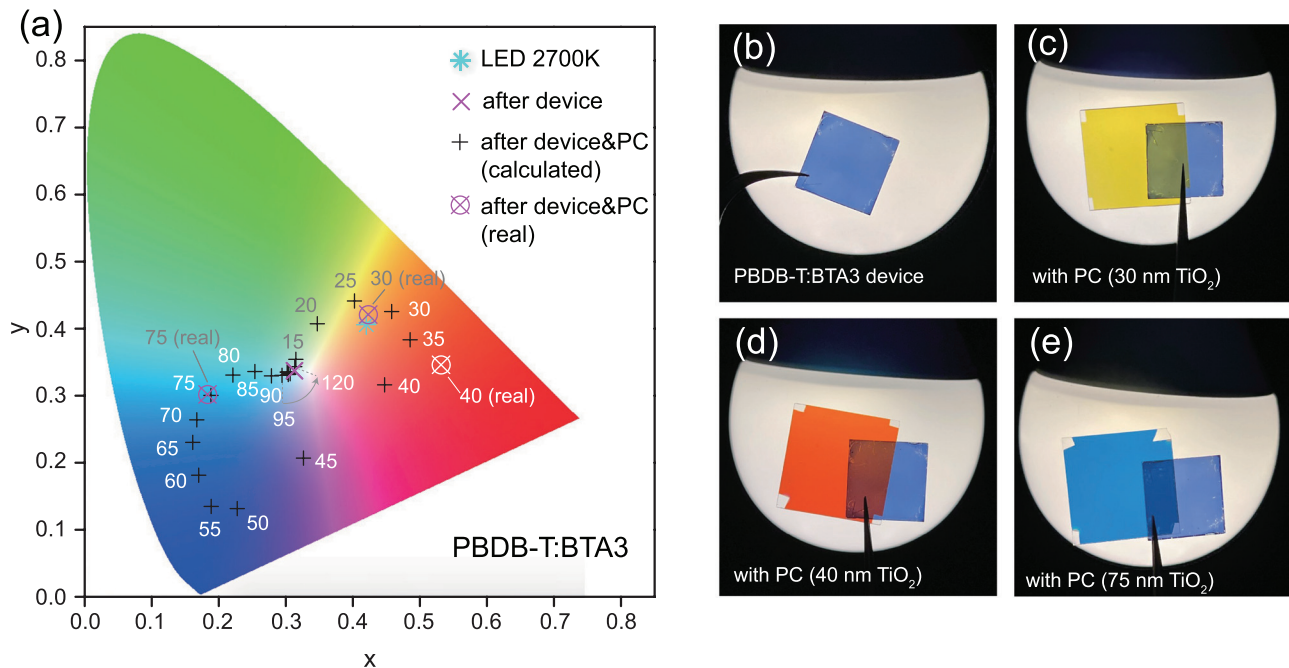 (a)
LED 2700K
after device
after device&PC
(calculated)
after device&PC
(real)
0.8
0.7
0.6
0.5
0.4
0.3
0.2
0.1
0.0
y
25
30 (real)
20
30
15
35
75 (real)
80
75
85
90
120
40
40 (real)
95
70
65
45
60
55
50
PBDB-T:BTA3
0.0 0.1 0.2 0.3 0.4 0.5 0.6 0.7 0.8
x
(b)
PBDB-T:BTA3 device
(c)
with PC (30 nm TiO₂)
(d)
with PC (40 nm TiO₂)
(e)
with PC (75 nm TiO₂)